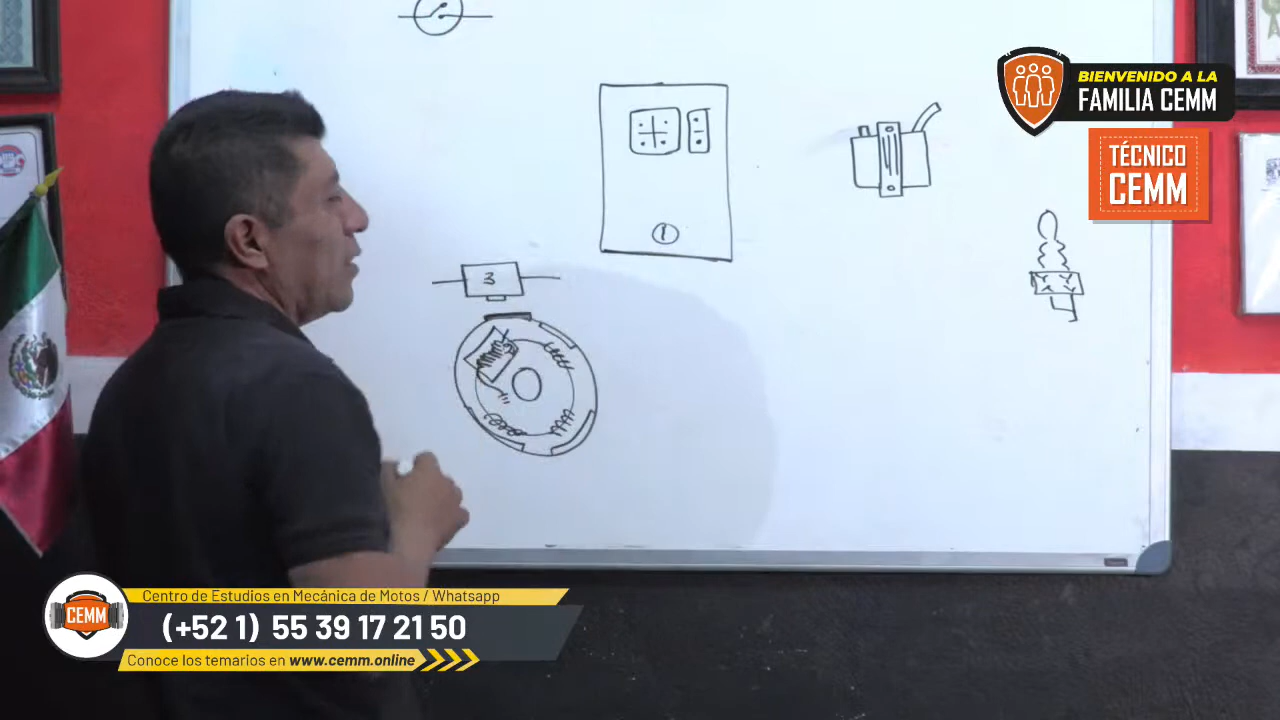 BIENVENIDO A LA
FAMILIA CEMM
TÉCNICO
CEMM
1
3
CEMM
Centro de Estudios en Mecánica de Motos / Whatsapp
(+52 1) 55 39 17 21 50
Conoce los temarios en www.cemm.online